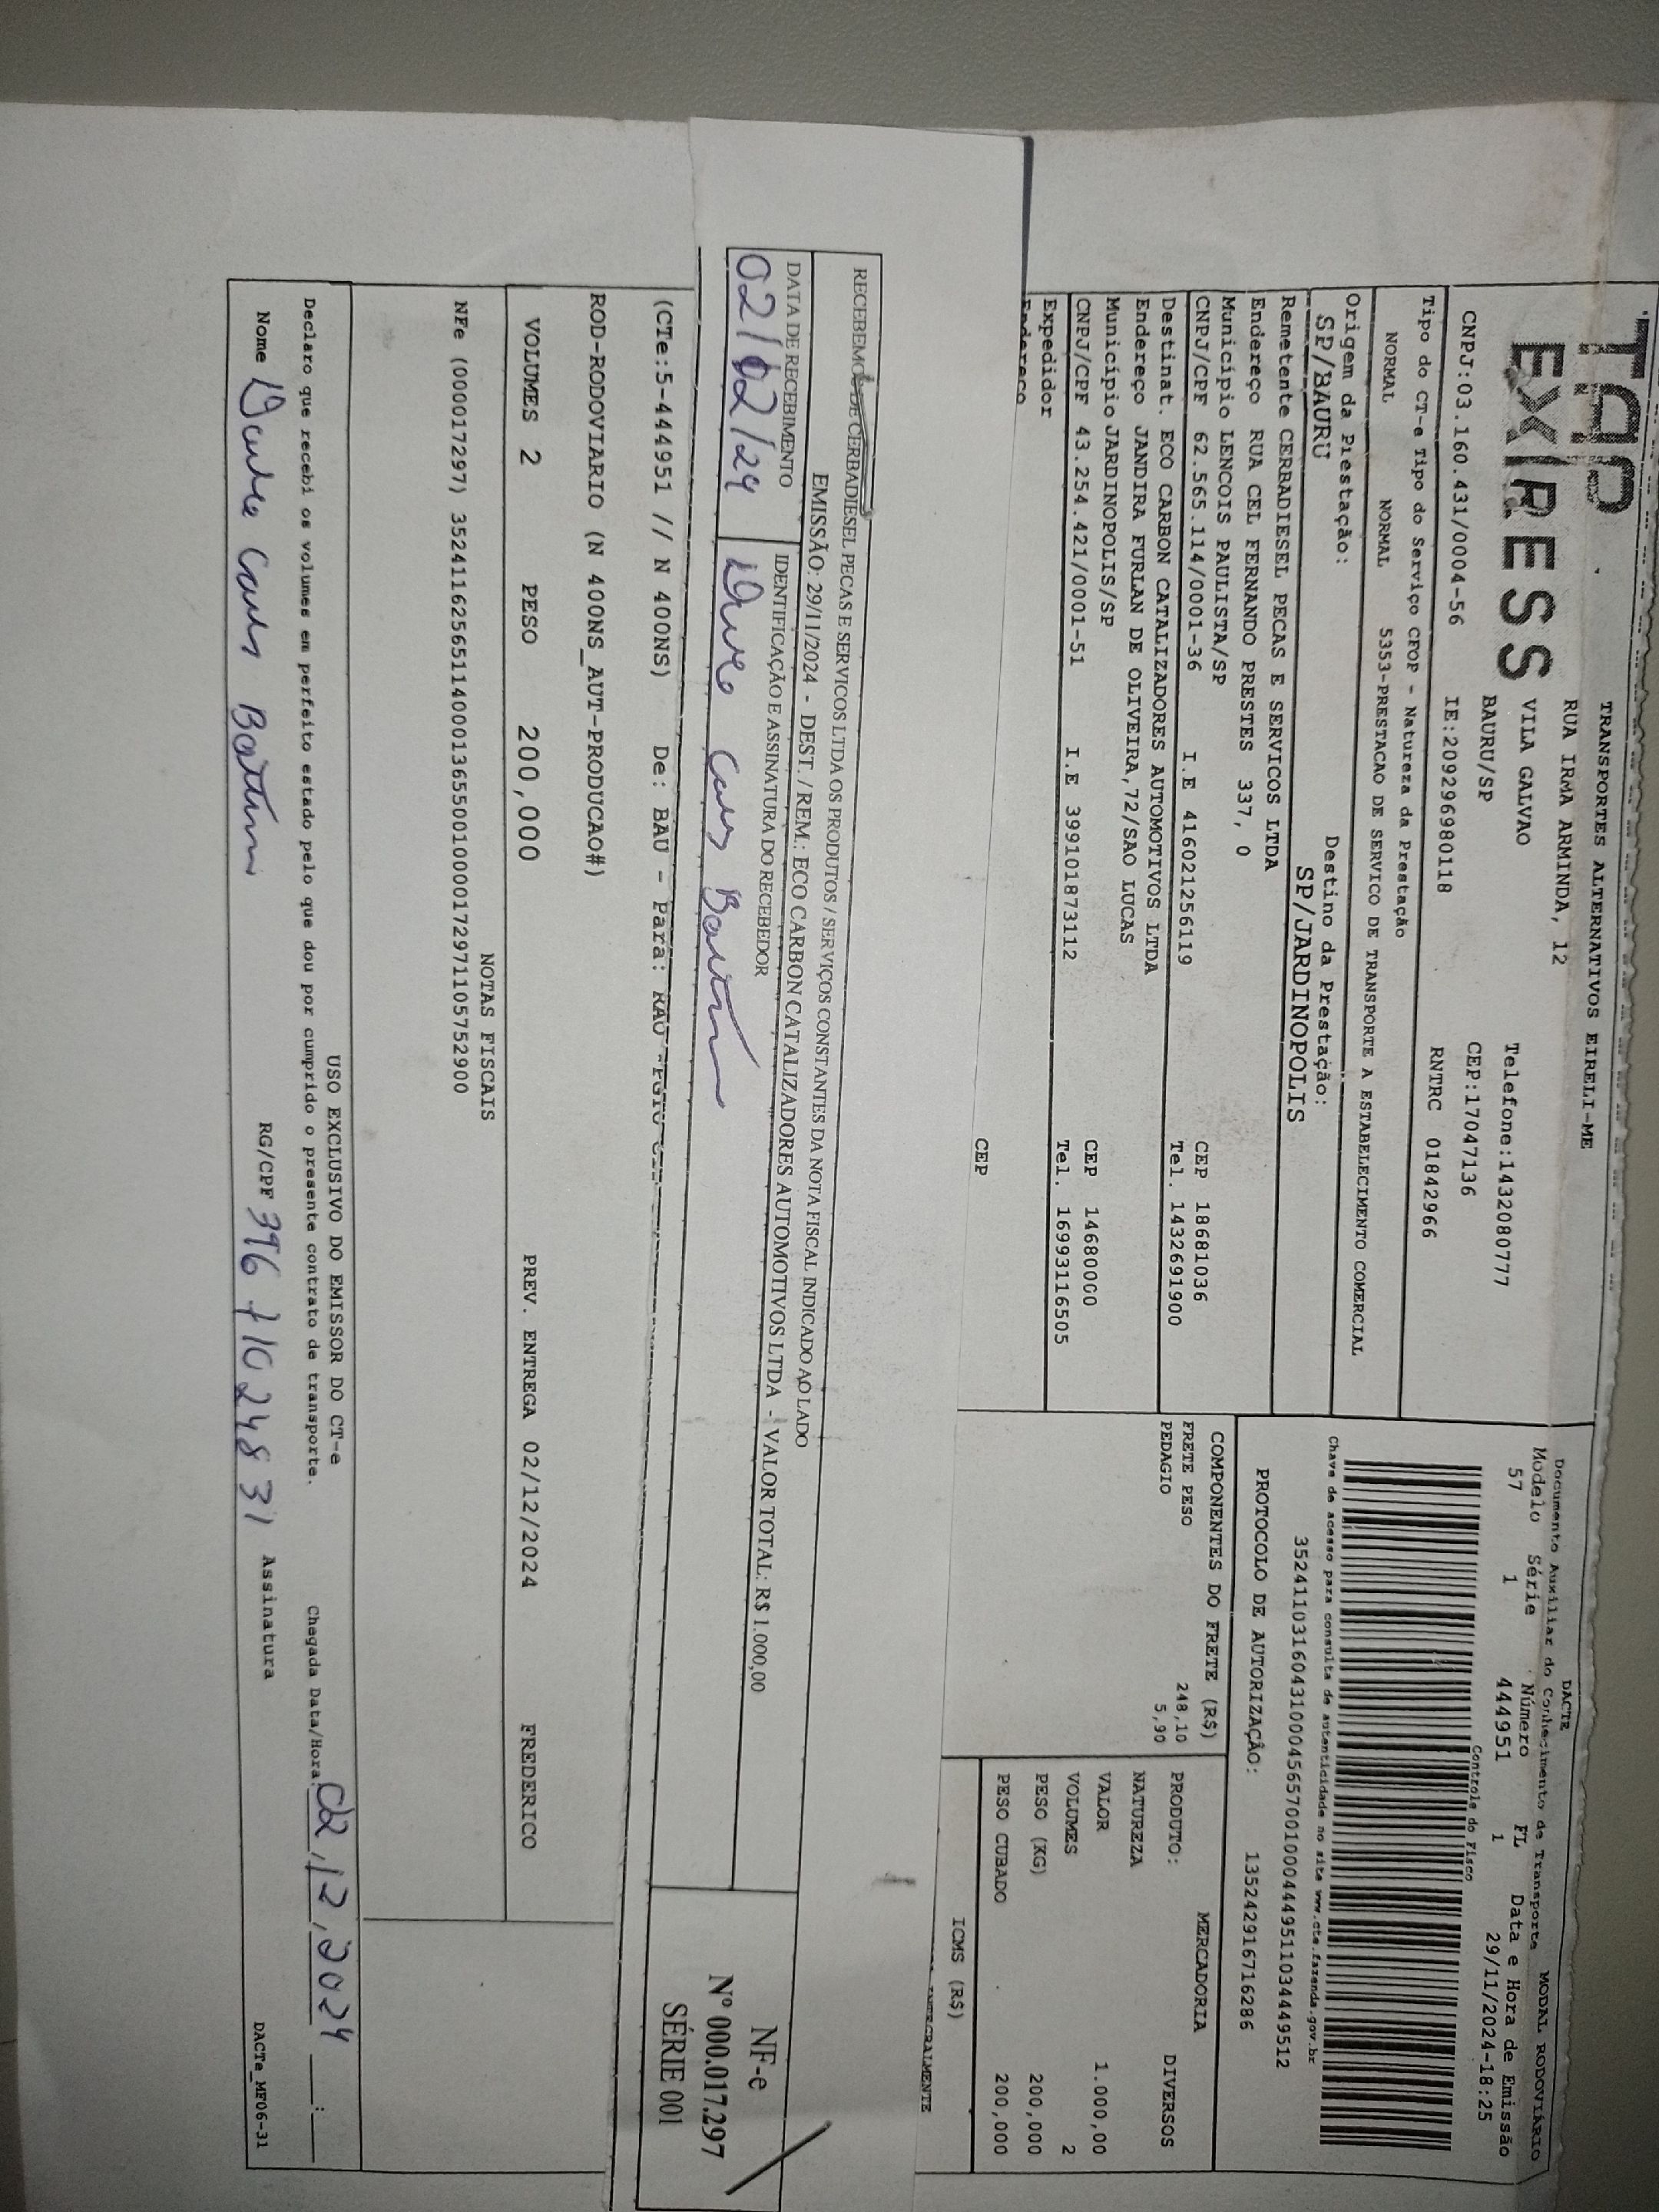 TAP
EXPRESS
TRANSPORTES ALTERNATIVOS EIRELI-ME
RUA IRMA ARMINDA, 12
VILA GALVAO
BAURU/SP
Telefone:1432080777
CEP:17047136
CNPJ:03.160.431/0004-56 IE:209296980118 RNTRC 01842966
Tipo do CT-e Tipo do Serviço CFOP - Natureza da Prestação
NORMAL NORMAL 5353-PRESTACAO DE SERVICO DE TRANSPORTE A ESTABELECIMENTO COMERCIAL
Origem da Prestação: Destino da Prestação:
SP/BAURU SP/JARDINOPOLIS
Remetente CERBADIESEL PECAS E SERVICOS LTDA
Endereço RUA CEL FERNANDO PRESTES 337, 0
Município LENCOIS PAULISTA/SP CEP 18681036
CNPJ/CPF 62.565.114/0001-36 I.E 416021256119 Tel. 1432691900
Destinat. ECO CARBON CATALIZADORES AUTOMOTIVOS LTDA
Endereço JANDIRA FURLAN DE OLIVEIRA,72/SAO LUCAS
Município JARDINOPOLIS/SP CEP 14680000
CNPJ/CPF 43.254.421/0001-51 I.E 399101873112 Tel. 16993116505
Expedidor
Endereço
CEP
DACTE
Documento Auxiliar do Conhecimento de Transporte MODAL RODOVIÁRIO
Modelo Série Número FL Data e Hora de Emissão
57 1 444951 1 29/11/2024-18:25
Controle do Fisco
Chave de acesso para consulta de autenticidade no site www.cte.fazenda.gov.br
35241103160431000456570010004449511034449512
PROTOCOLO DE AUTORIZAÇÃO: 135242916716286
COMPONENTES DO FRETE (R$)
FRETE PESO 248,10
PEDAGIO 5,90
MERCADORIA
PRODUTO: DIVERSOS
NATUREZA
VALOR 1.000,00
VOLUMES 2
PESO (KG) 200,000
PESO CUBADO 200,000
ICMS (R$)
INTEGRALMENTE
RECEBEMOS DE CERBADIESEL PECAS E SERVICOS LTDA OS PRODUTOS / SERVIÇOS CONSTANTES DA NOTA FISCAL INDICADO AO LADO
EMISSÃO: 29/11/2024 - DEST. / REM.: ECO CARBON CATALIZADORES AUTOMOTIVOS LTDA - VALOR TOTAL: R$ 1.000,00
DATA DE RECEBIMENTO IDENTIFICAÇÃO E ASSINATURA DO RECEBEDOR
02/02/24
NF-e
Nº 000.017.297
SÉRIE 001
(CTe:5-444951 // N 400NS) De: BAU - Para: RAO
ROD-RODOVIARIO (N 400NS_AUT-PRODUCAO#)
VOLUMES 2 PESO 200,000 PREV. ENTREGA 02/12/2024 FREDERICO
NOTAS FISCAIS
NFe (000017297) 35241162565114000136550010000172971105752900
USO EXCLUSIVO DO EMISSOR DO CT-e
Declaro que recebi os volumes em perfeito estado pelo que dou por cumprido o presente contrato de transporte. Chegada Data/Hora: 02,12,2024 :
Nome RG/CPF 396 710 248 31 Assinatura
DACTe_MF06-31